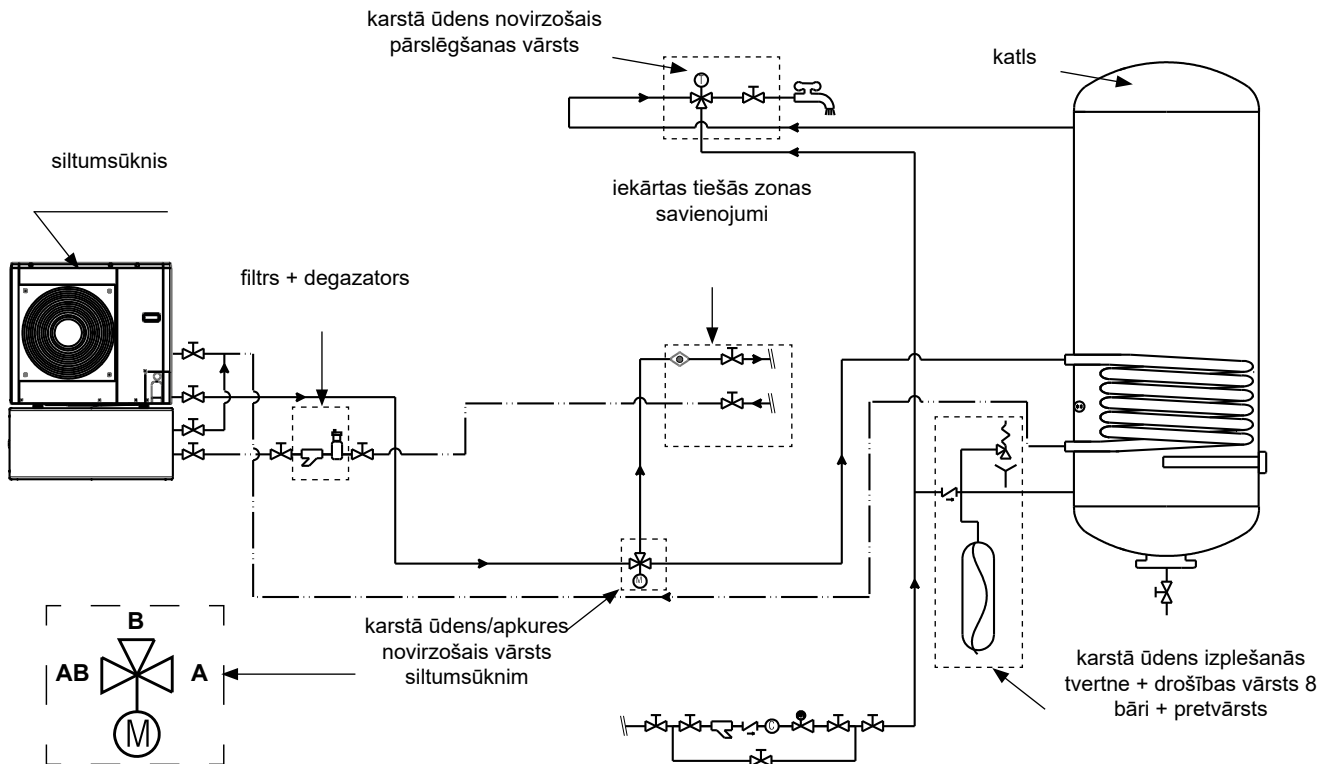 karstā ūdens novirzošais
pārslēgšanas vārsts
katls
T
siltumsūknis
iekārtas tiešās zonas
savienojumi
filtrs + degazators
M
karstā ūdens/apkures
novirzošais vārsts
siltumsūknim
B
AB
A
M
karstā ūdens izplešanās
tvertne + drošības vārsts 8
bāri + pretvārsts
C